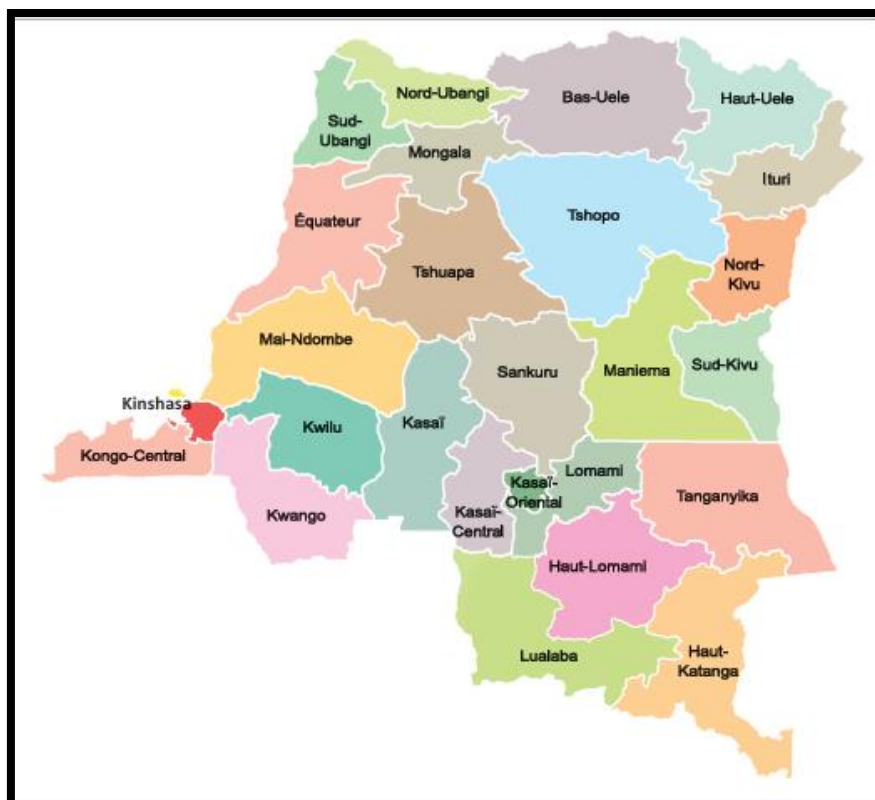 Nord-Ubangi
Bas-Uele
Haut-Uele
Sud-
Ubangi
Mongala
Ituri
Équateur
Tshopo
Tshuapa
Nord-
Kivu
Mai-Ndombe
Sankuru
Maniema
Sud-Kivu
Kinshasa
Kwilu
Kasaï
Kongo-Central
Lomami
Kasaï-
Oriental
Tanganyika
Kwango
Kasaï-
Central
Haut-Lomami
Lualaba
Haut-
Katanga